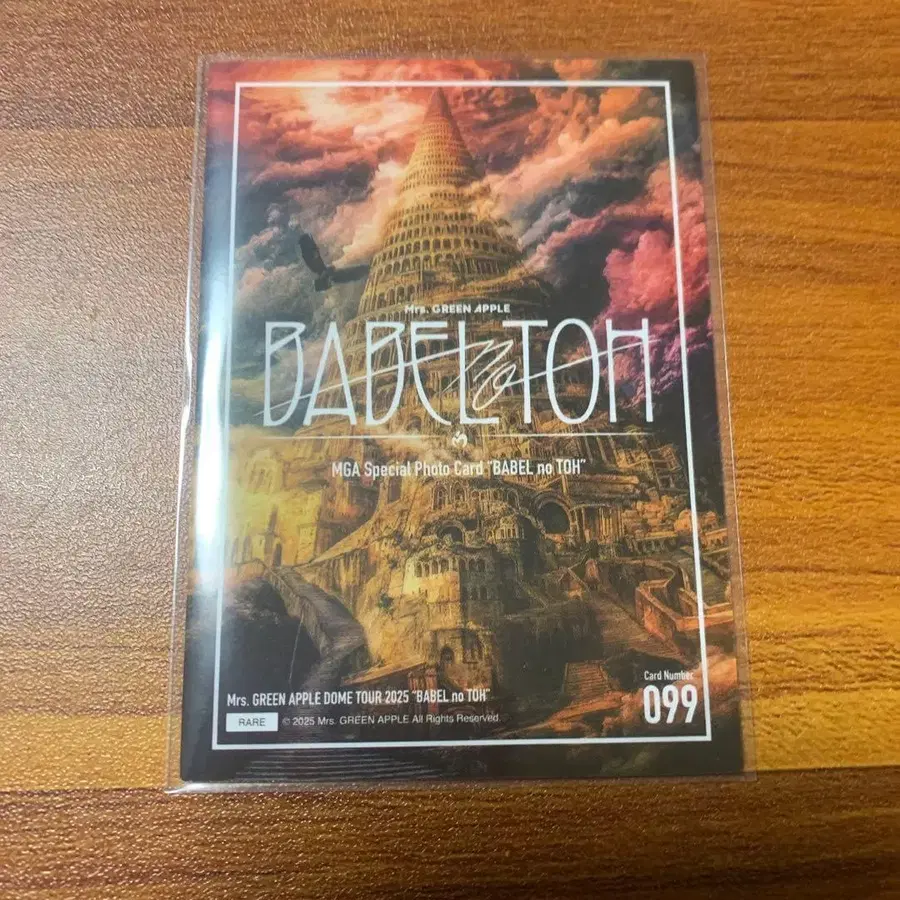 Mrs. GREEN APPLE
BABEL no TOH
MGA Special Photo Card "BABEL no TOH"
Card Number
099
Mrs. GREEN APPLE DOME TOUR 2025 "BABEL no TOH"
RARE © 2025 Mrs. GREEN APPLE All Rights Reserved.